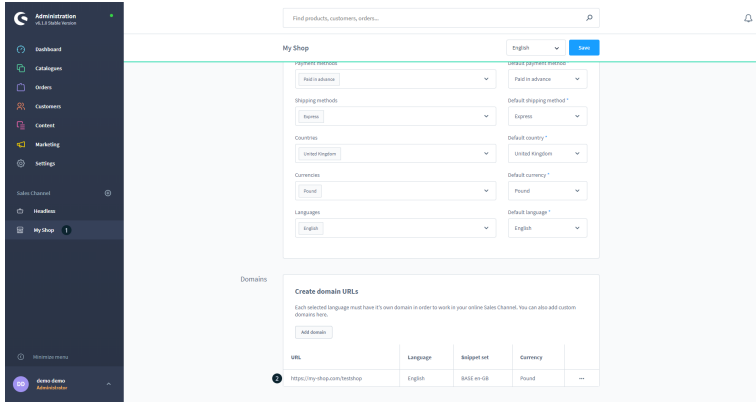 Administration
v6.1.0 Stable Version
Find products, customers, orders...
My Shop
English
Save
Dashboard
Catalogues
Orders
Customers
Content
Marketing
Settings
Sales Channel
Headless
My Shop 1
Minimize menu
DD
demo demo
Administrator
Payment methods
Default payment method
Paid in advance
Paid in advance
Shipping methods
Default shipping method *
Express
Express
Countries
Default country *
United Kingdom
United Kingdom
Currencies
Default currency *
Pound
Pound
Languages
Default language *
English
English
Domains
Create domain URLs
Each selected language must have it's own domain in order to work in your online Sales Channel. You can also add custom
domains here.
Add domain
URL Language Snippet set Currency
2 https://my-shop.com/testshop English BASE en-GB Pound ...